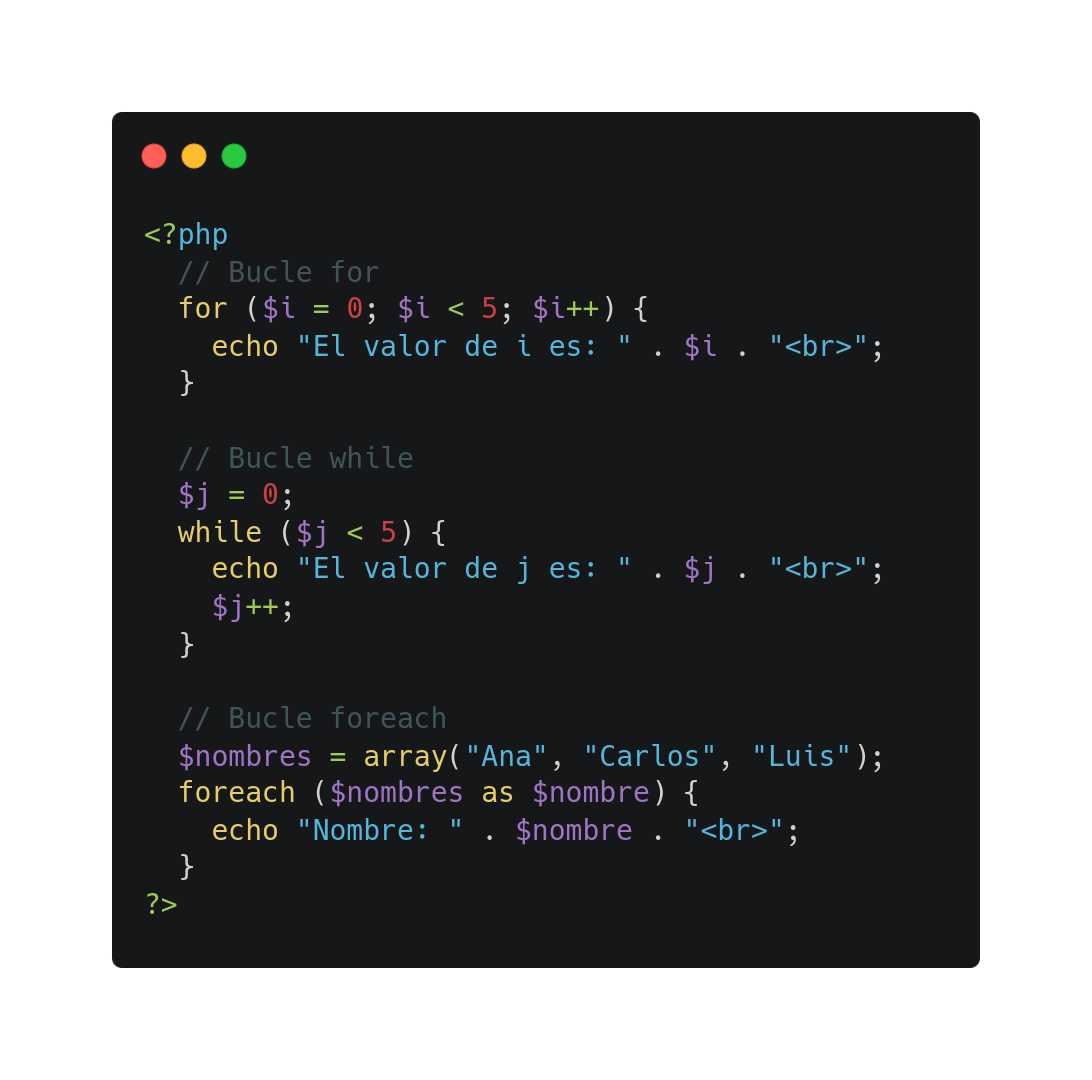 <?php
  // Bucle for
  for ($i = 0; $i < 5; $i++) {
    echo "El valor de i es: " . $i . "<br>";
  }

  // Bucle while
  $j = 0;
  while ($j < 5) {
    echo "El valor de j es: " . $j . "<br>";
    $j++;
  }

  // Bucle foreach
  $nombres = array("Ana", "Carlos", "Luis");
  foreach ($nombres as $nombre) {
    echo "Nombre: " . $nombre . "<br>";
  }
?>